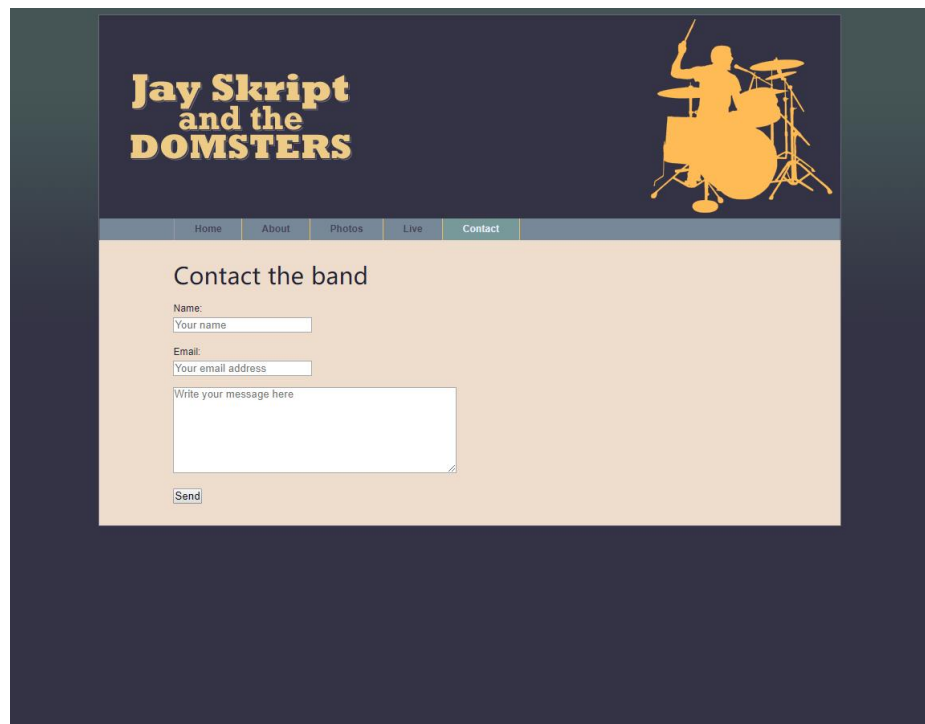 Jay Skript
and the
DOMSTERS
Home About Photos Live Contact
Contact the band
Name:
Your name
Email:
Your email address
Write your message here
Send